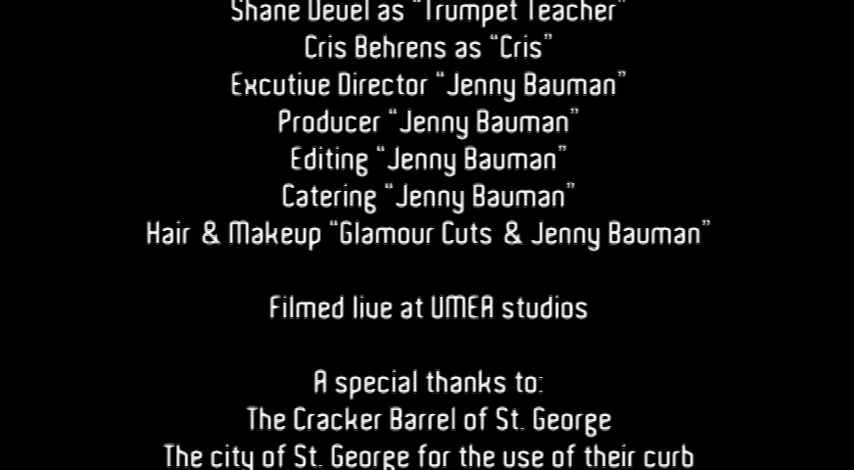 Shane Deuel as “Trumpet Teacher”
Cris Behrens as “Cris”
Excutive Director “Jenny Bauman”
Producer “Jenny Bauman”
Editing “Jenny Bauman”
Catering “Jenny Bauman”
Hair & Makeup “Glamour Cuts & Jenny Bauman”
Filmed live at UMEA studios
A special thanks to:
The Cracker Barrel of St. George
The city of St. George for the use of their curb